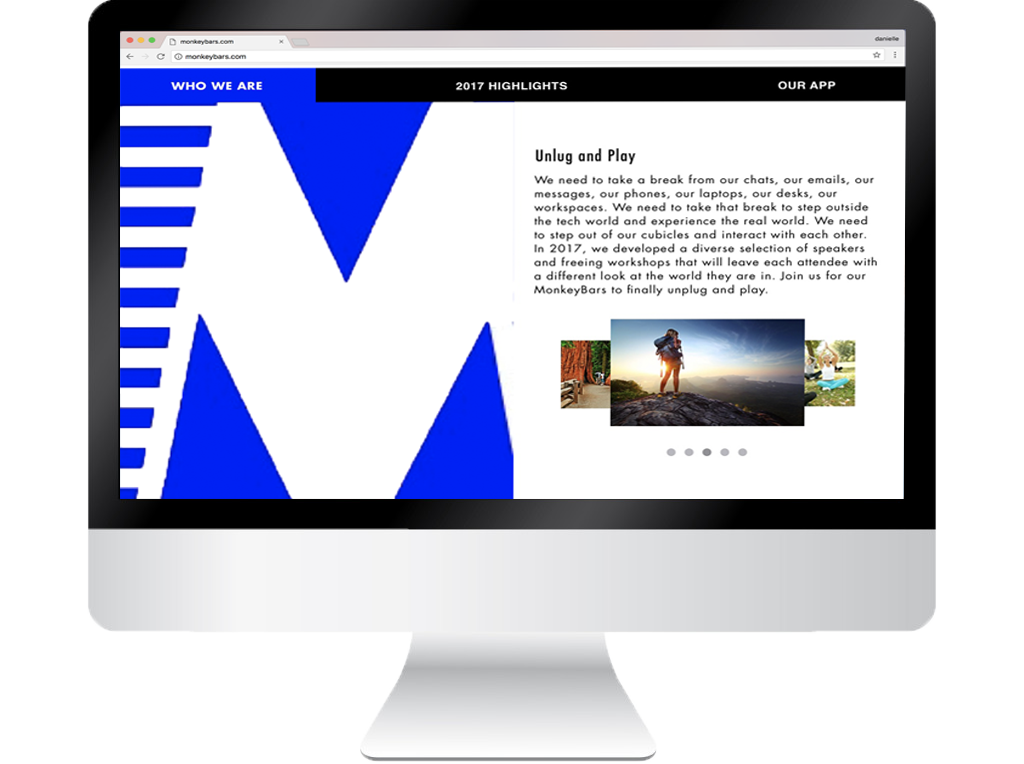 monkeybars.com
danielle
monkeybars.com
WHO WE ARE
2017 HIGHLIGHTS
OUR APP
Unlug and Play
We need to take a break from our chats, our emails, our
messages, our phones, our laptops, our desks, our
workspaces. We need to take that break to step outside
the tech world and experience the real world. We need
to step out of our cubicles and interact with each other.
In 2017, we developed a diverse selection of speakers
and freeing workshops that will leave each attendee with
a different look at the world they are in. Join us for our
MonkeyBars to finally unplug and play.